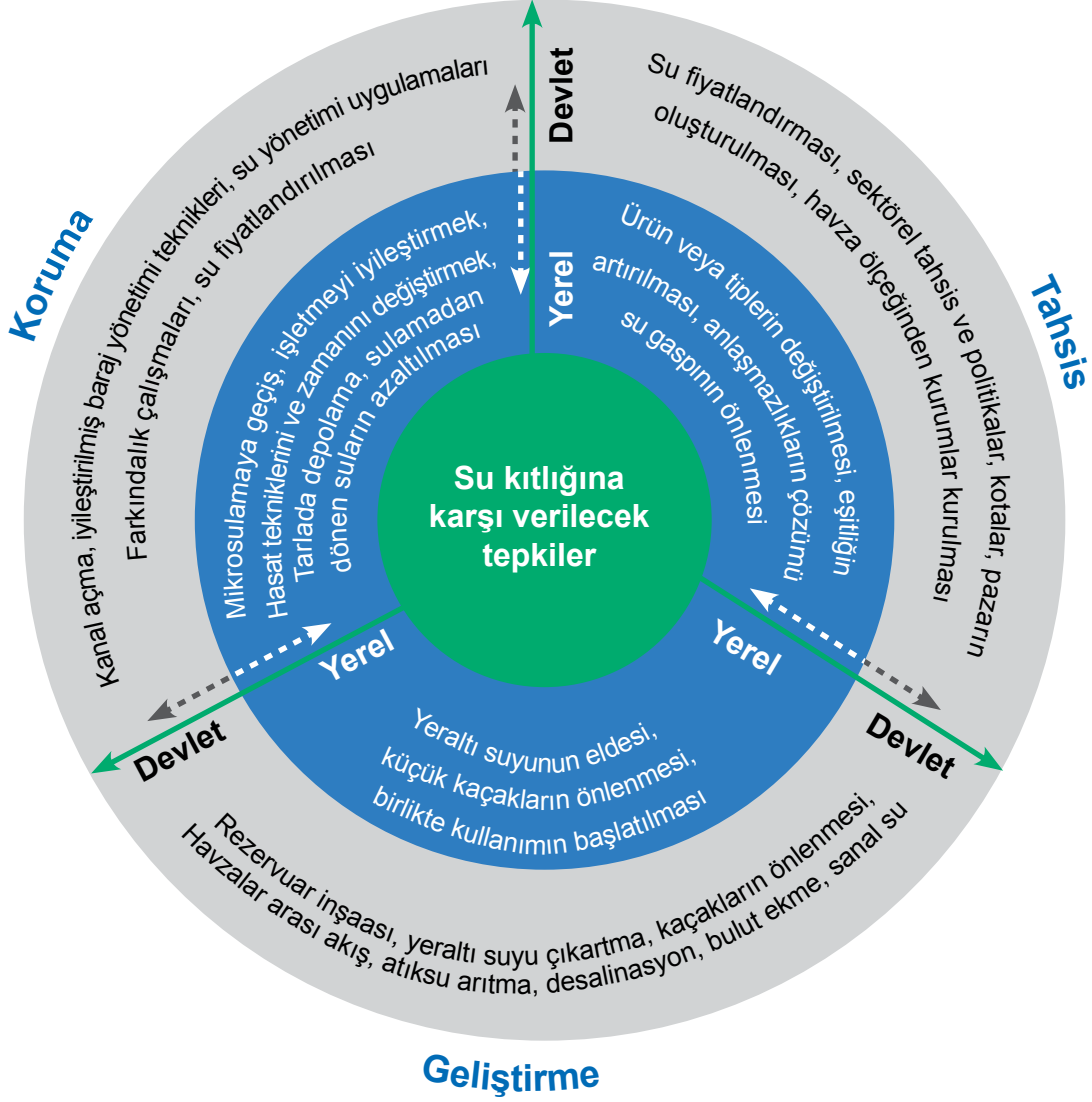 Su kıtlığına
karşı verilecek
tepkiler
Koruma
Kanal açma, iyileştirilmiş baraj yönetimi teknikleri, su yönetimi uygulamaları
Farkındalık çalışmaları, su fiyatlandırılması
Mikrosulamaya geçiş, işletmeyi iyileştirmek,
Hasat tekniklerini ve zamanını değiştirmek,
Tarlada depolama, sulamadan
dönen suların azaltılması
Devlet
Yerel
Tahsis
Su fiyatlandırması, sektörel tahsis ve politikalar, kotalar, pazarın
oluşturulması, havza ölçeğinden kurumlar kurulması
Ürün veya tiplerin değiştirilmesi, eşitliğin
artırılması, anlaşmazlıkların çözümü
su gaspının önlenmesi
Yerel
Devlet
Yerel
Devlet
Yeraltı suyunun eldesi,
küçük kaçakların önlenmesi,
birlikte kullanımın başlatılması
Rezervuar inşaası, yeraltı suyu çıkartma, kaçakların önlenmesi,
Havzalar arası akış, atıksu arıtma, desalinasyon, bulut ekme, sanal su
Geliştirme